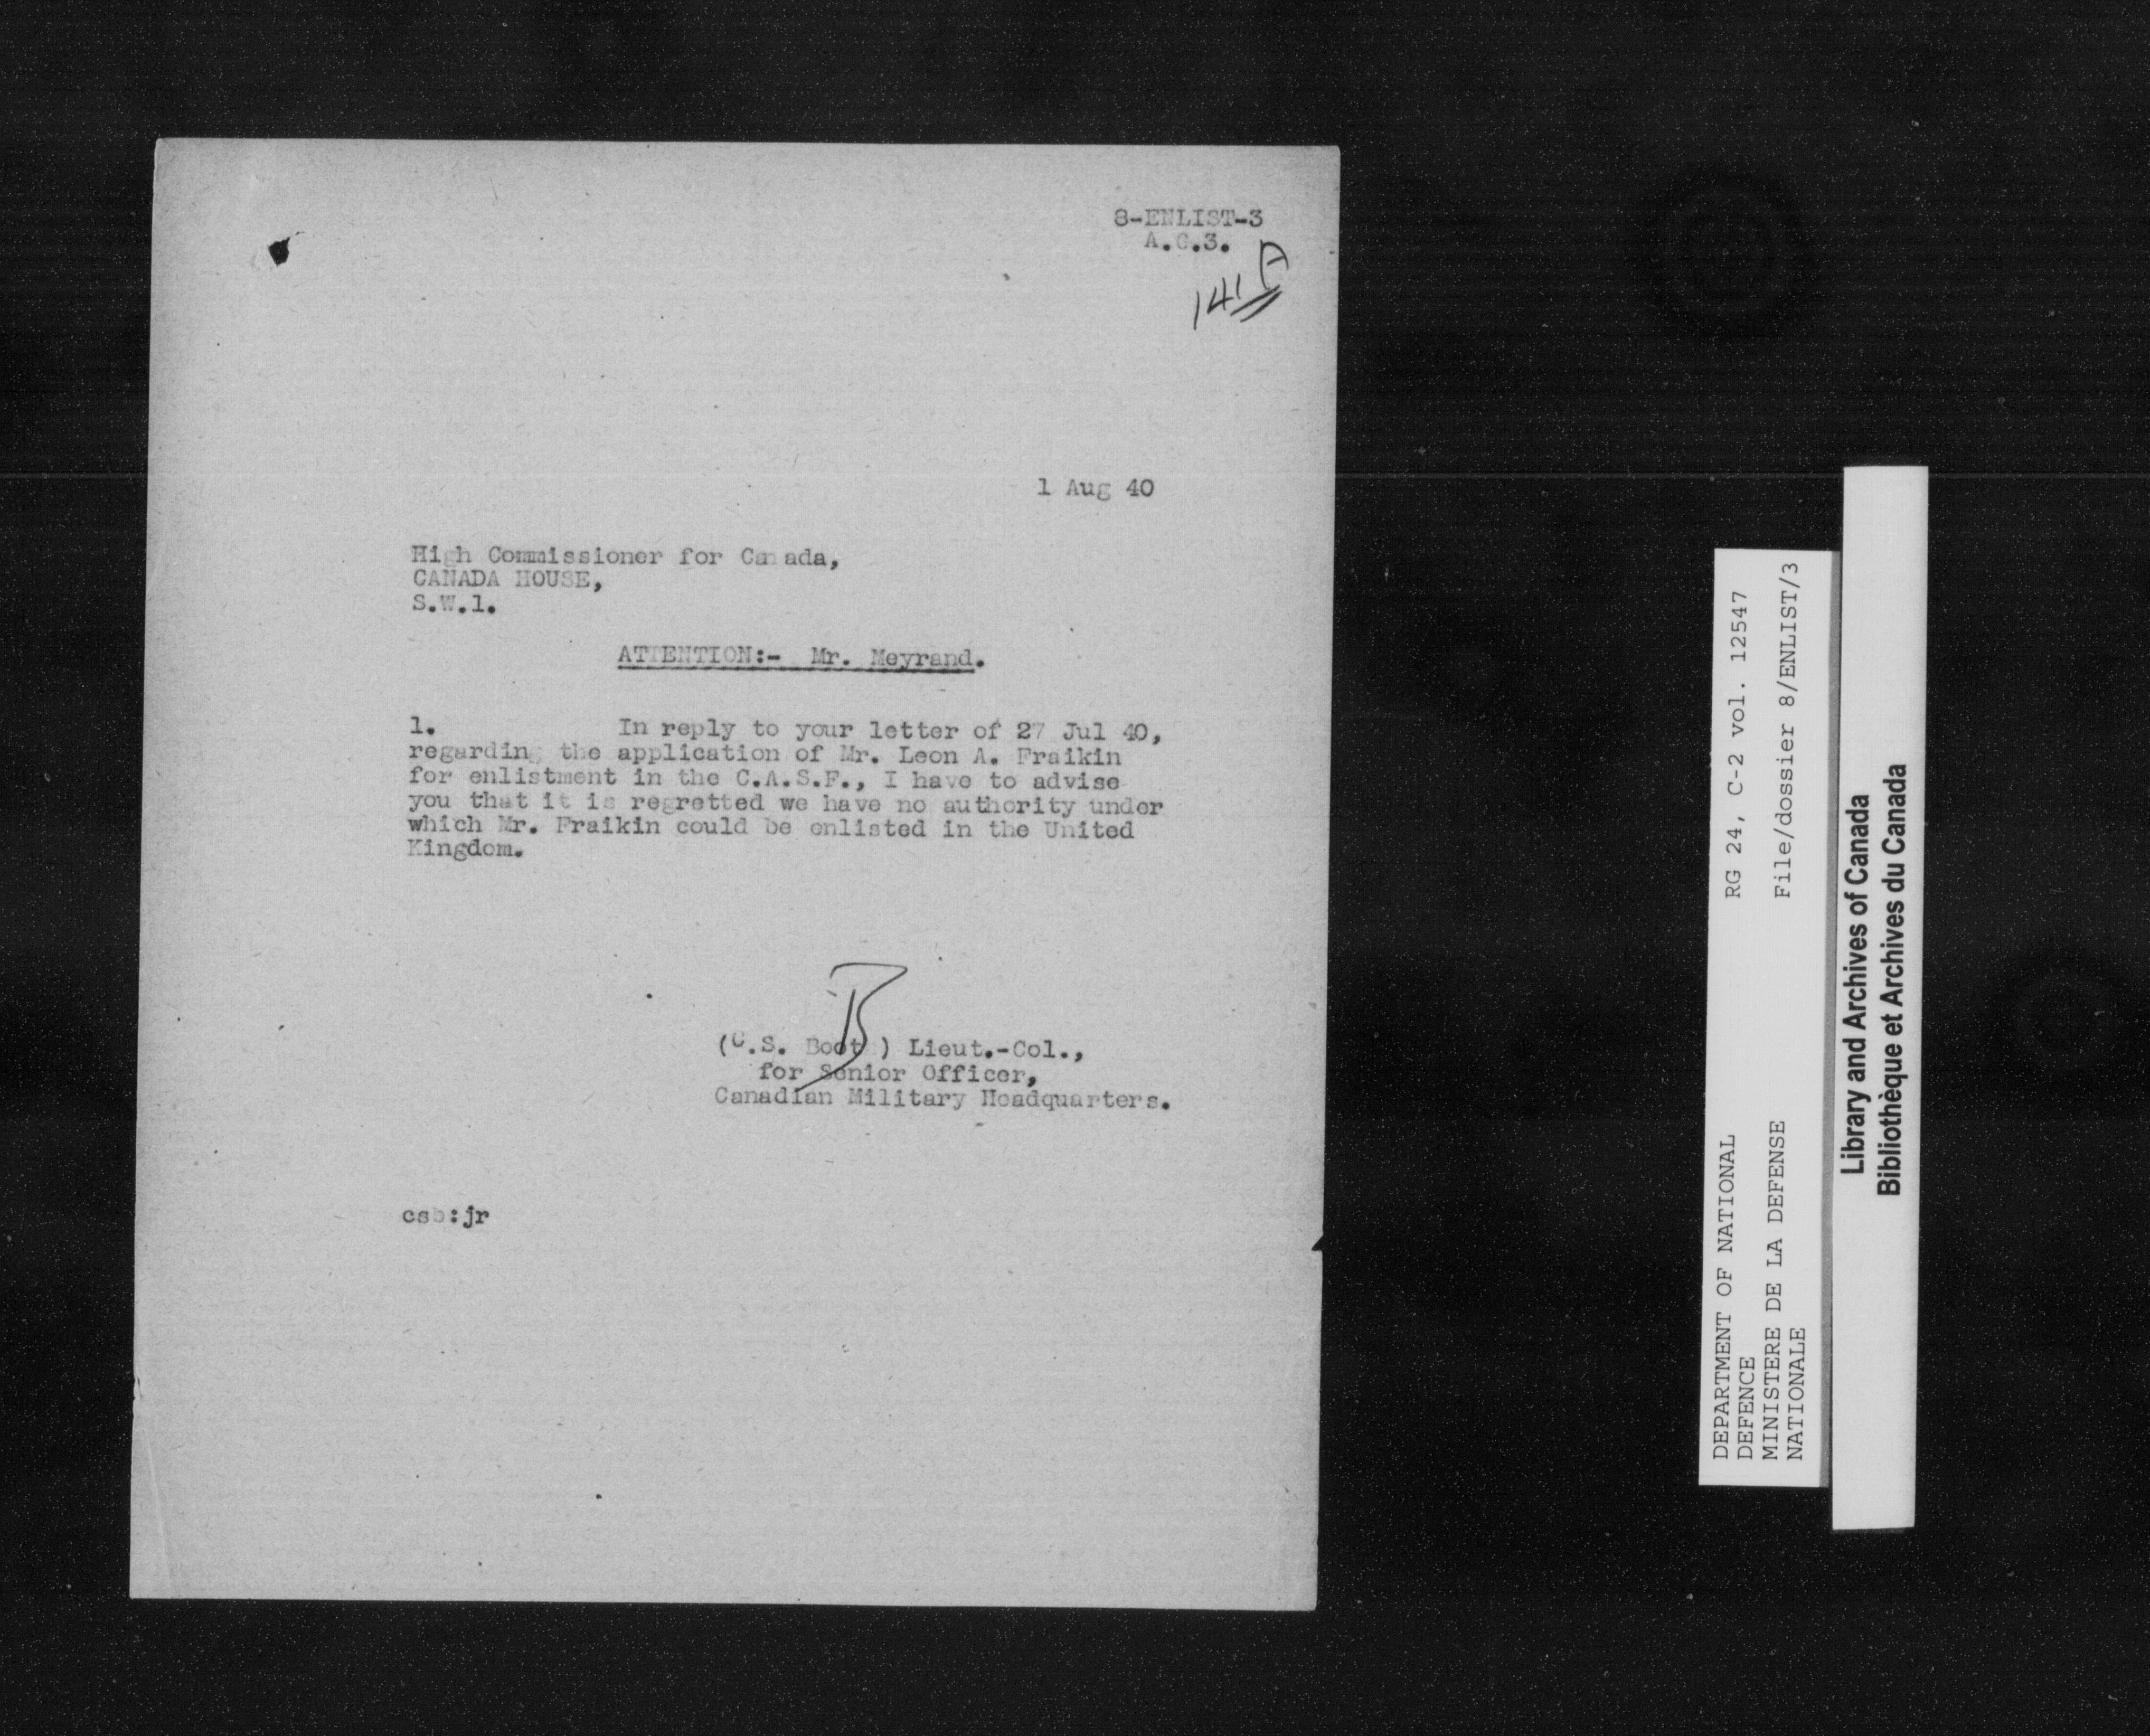 8-ENLIST-3
A.G.3.
141A
1 Aug 40
High Commissioner for Canada,
CANADA HOUSE,
S.W.1.
ATTENTION:- Mr. Meyrand.
1. In reply to your letter of 27 Jul 40,
regarding the application of Mr. Leon A. Fraikin
for enlistment in the C.A.S.F., I have to advise
you that it is regretted we have no authority under
which Mr. Fraikin could be enlisted in the United
Kingdom.
B
(C.S. Booth) Lieut.-Col.,
for Senior Officer,
Canadian Military Headquarters.
csb:jr
DEPARTMENT OF NATIONAL
DEFENCE
MINISTERE DE LA DEFENSE
NATIONALE
RG 24, C-2 vol. 12547
File/dossier 8/ENLIST/3
Library and Archives of Canada
Bibliothèque et Archives du Canada